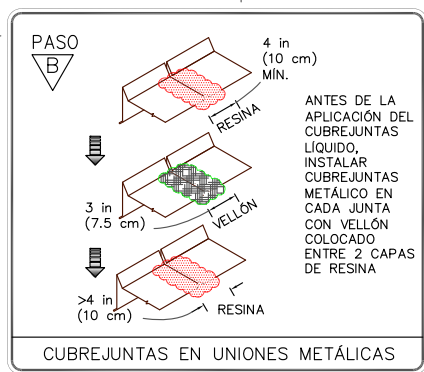 PASO
B
4 in
(10 cm)
MÍN.
RESINA
3 in
(7.5 cm)
VELLÓN
>4 in
(10 cm)
RESINA
ANTES DE LA
APLICACIÓN DEL
CUBREJUNTAS
LÍQUIDO,
INSTALAR
CUBREJUNTAS
METÁLICO EN
CADA JUNTA
CON VELLÓN
COLOCADO
ENTRE 2 CAPAS
DE RESINA
CUBREJUNTAS EN UNIONES METÁLICAS